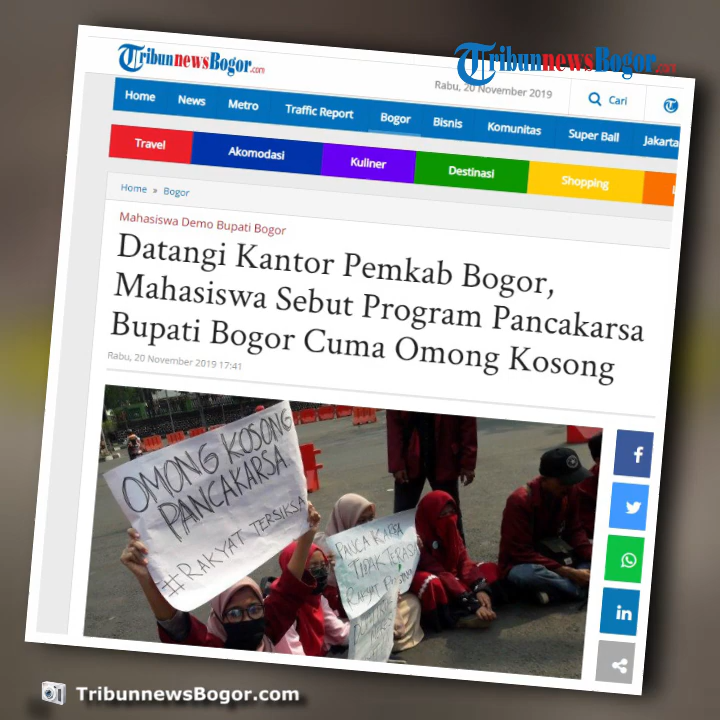 TribunnewsBogor.com
TribunnewsBogor.com
Rabu, 20 November 2019
Cari
Home News Metro Traffic Report Bogor Bisnis Komunitas Super Ball Jakarta
Travel Akomodasi Kuliner Destinasi Shopping
Home » Bogor
Mahasiswa Demo Bupati Bogor
Datangi Kantor Pemkab Bogor,
Mahasiswa Sebut Program Pancakarsa
Bupati Bogor Cuma Omong Kosong
Rabu, 20 November 2019 17:41
OMONG KOSONG
PANCAKARSA
#RAKYAT TERSIKSA
PANCA KARSA
TIDAK
Rakyat
TribunnewsBogor.com